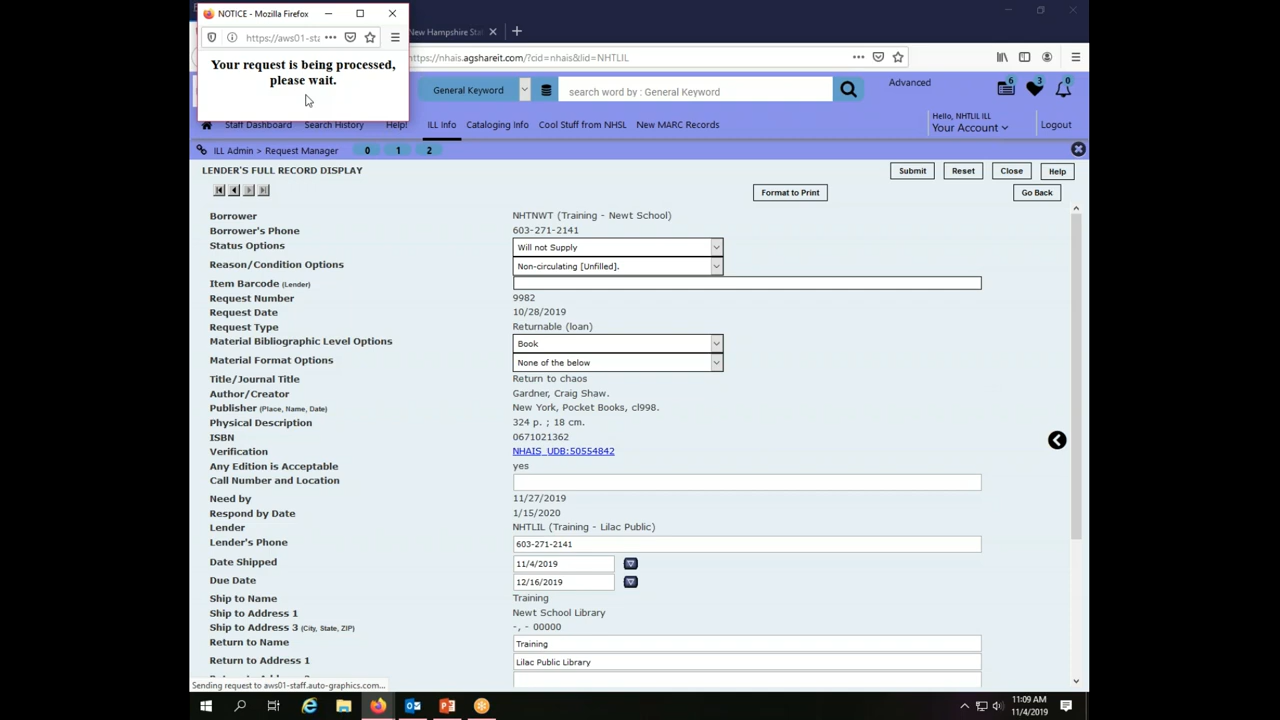 NOTICE - Mozilla Firefox
New Hampshire Sta
https://aws01-sta
https://nhais.agshareit.com/?cid=nhais&lid=NHTLIL
Your request is being processed,
please wait.
General Keyword
search word by : General Keyword
Advanced
6
3
0
Staff Dashboard
Search History
Help!
ILL Info
Cataloging Info
Cool Stuff from NHSL
New MARC Records
Hello, NHTLIL ILL
Your Account
Logout
ILL Admin > Request Manager 0 1 2
LENDER'S FULL RECORD DISPLAY
Submit Reset Close Help
Format to Print
Go Back
Borrower NHTNWT (Training - Newt School)
Borrower's Phone 603-271-2141
Status Options Will not Supply
Reason/Condition Options Non-circulating [Unfilled].
Item Barcode (Lender)
Request Number 9982
Request Date 10/28/2019
Request Type Returnable (loan)
Material Bibliographic Level Options Book
Material Format Options None of the below
Title/Journal Title Return to chaos
Author/Creator Gardner, Craig Shaw.
Publisher (Place, Name, Date) New York, Pocket Books, cl998.
Physical Description 324 p. ; 18 cm.
ISBN 0671021362
Verification NHAIS_UDB:50554842
Any Edition is Acceptable yes
Call Number and Location
Need by 11/27/2019
Respond by Date 1/15/2020
Lender NHTLIL (Training - Lilac Public)
Lender's Phone 603-271-2141
Date Shipped 11/4/2019
Due Date 12/16/2019
Ship to Name Training
Ship to Address 1 Newt School Library
Ship to Address 3 (City, State, ZIP) -, - 00000
Return to Name Training
Return to Address 1 Lilac Public Library
Sending request to aws01-staff.auto-graphics.com...
11:09 AM
11/4/2019